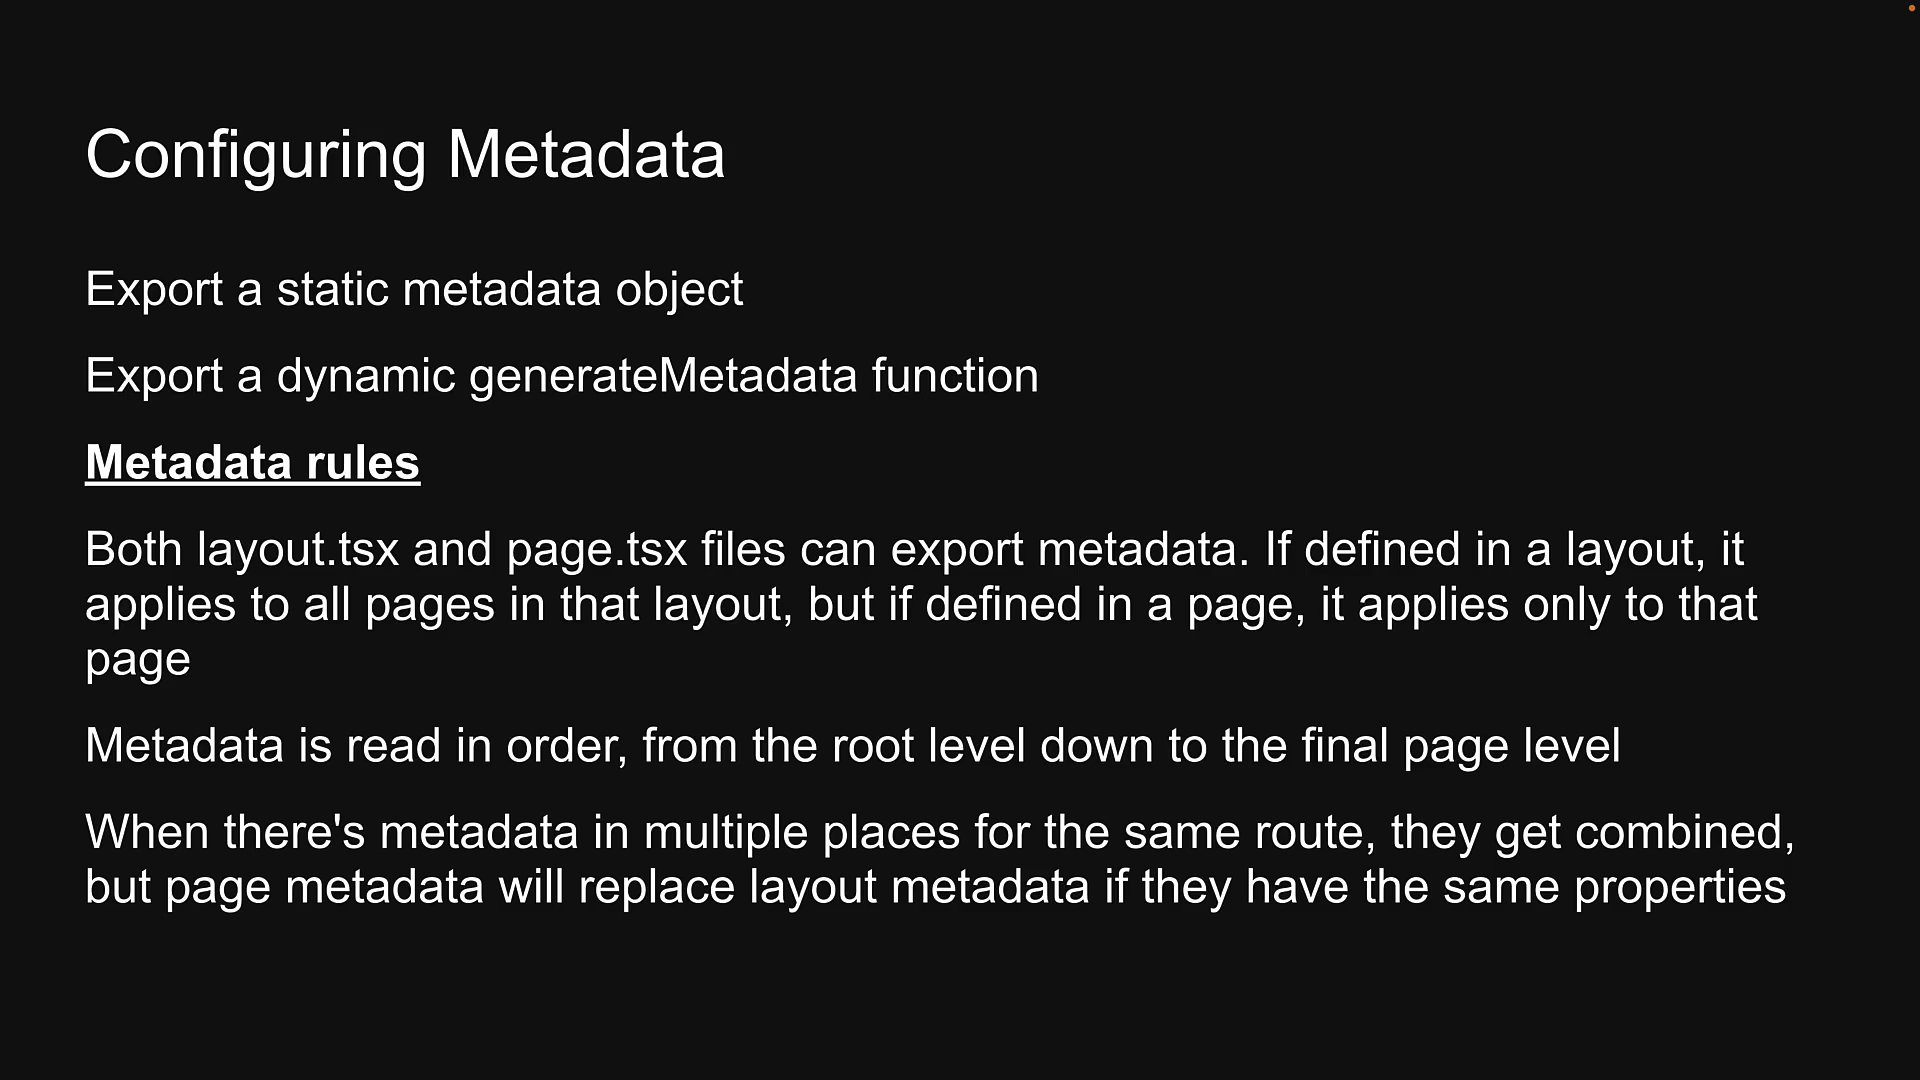 Configuring Metadata
Export a static metadata object
Export a dynamic generateMetadata function
Metadata rules
Both layout.tsx and page.tsx files can export metadata. If defined in a layout, it
applies to all pages in that layout, but if defined in a page, it applies only to that
page
Metadata is read in order, from the root level down to the final page level
When there's metadata in multiple places for the same route, they get combined,
but page metadata will replace layout metadata if they have the same properties